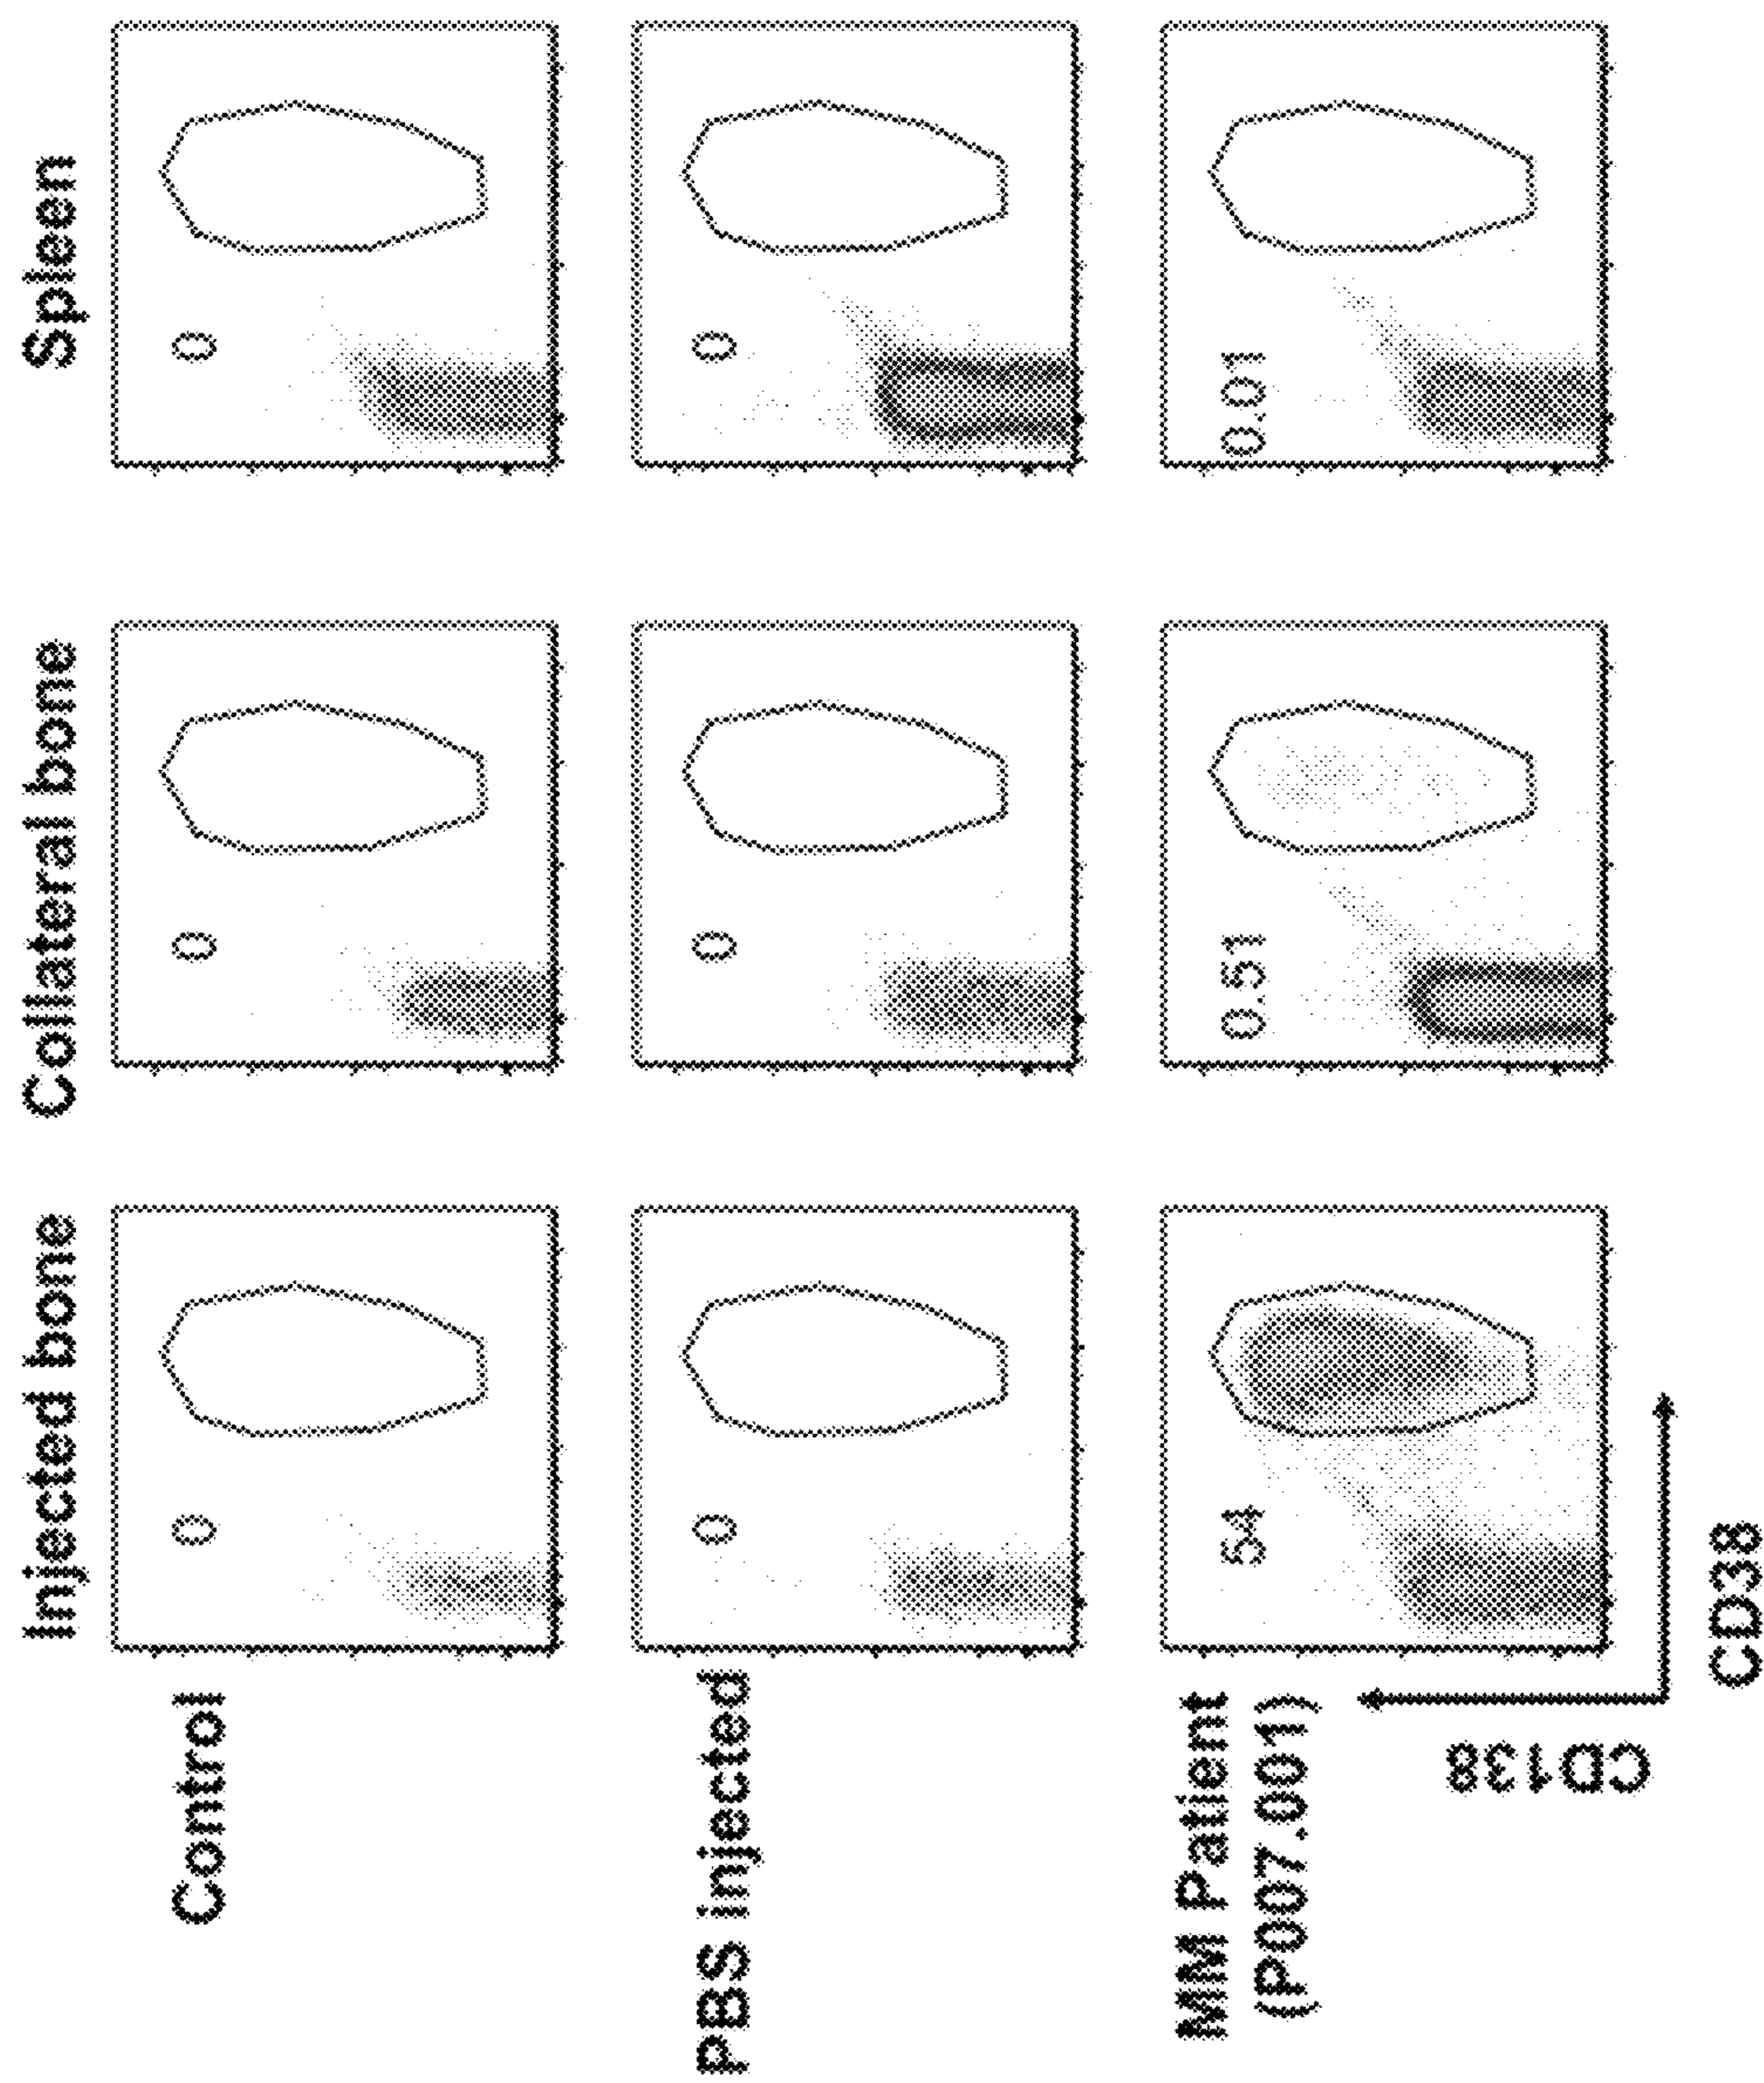 Injected bone
Collateral bone
Spleen
Control
0
0
0
PBS injected
0
0
0
MM Patient
(P007.001)
54
0.51
0.01
CD138
CD38